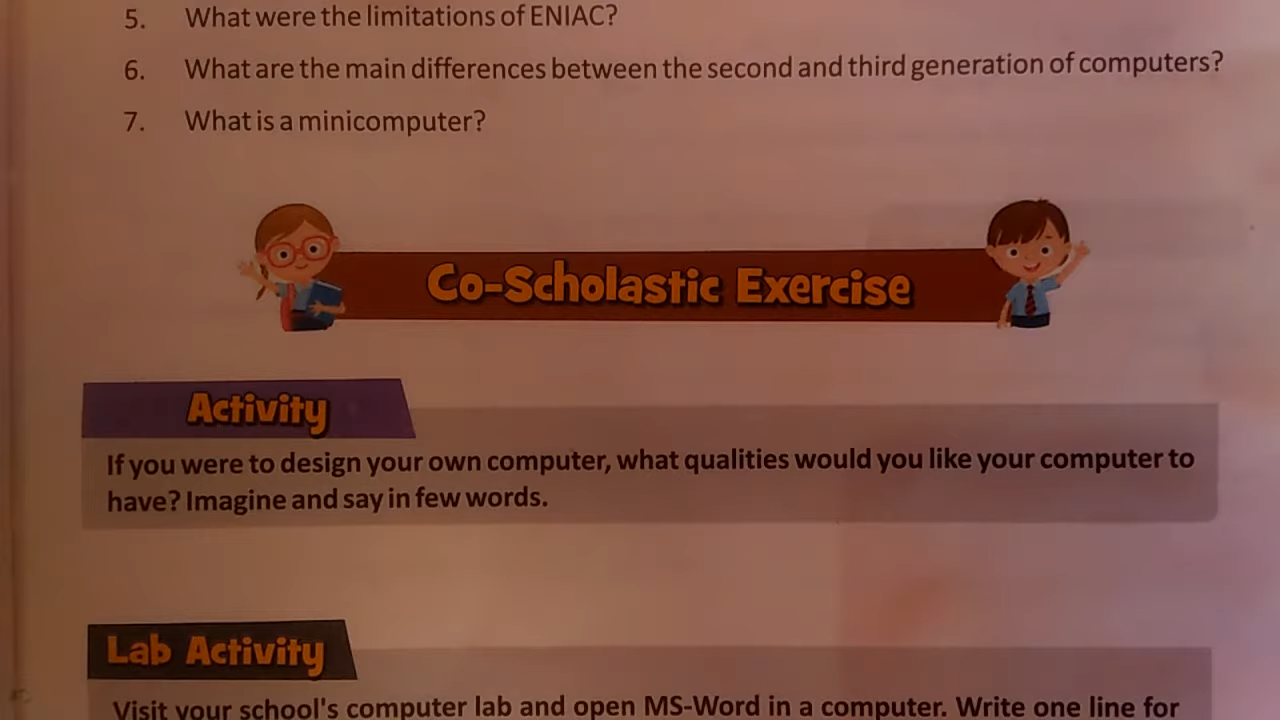 5. What were the limitations of ENIAC?
6. What are the main differences between the second and third generation of computers?
7. What is a minicomputer?
Co-Scholastic Exercise
Activity
If you were to design your own computer, what qualities would you like your computer to
have? Imagine and say in few words.
Lab Activity
Visit your school's computer lab and open MS-Word in a computer. Write one line for